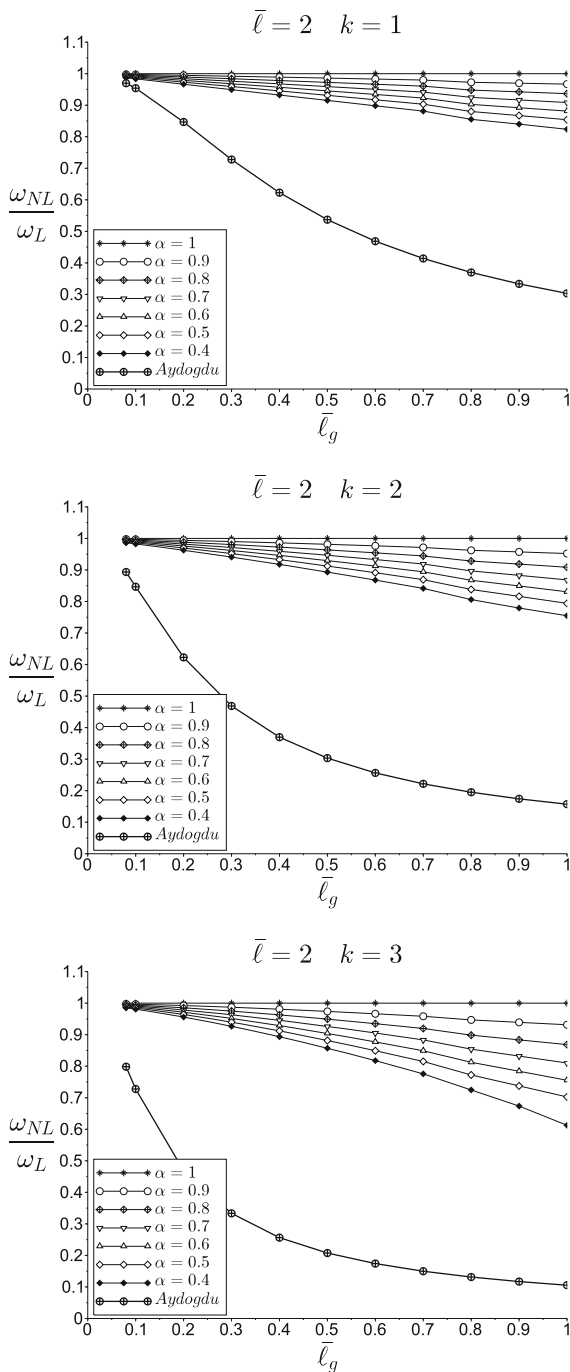 ℓ̄ = 2 k = 1
1.1
1
0.9
0.8
0.7
0.6
0.5
0.4
0.3
0.2
0.1
0
ω_NL
ω_L
α = 1
α = 0.9
α = 0.8
α = 0.7
α = 0.6
α = 0.5
α = 0.4
Aydogdu
0 0.1 0.2 0.3 0.4 0.5 0.6 0.7 0.8 0.9 1
ℓ̄_g
ℓ̄ = 2 k = 2
1.1
1
0.9
0.8
0.7
0.6
0.5
0.4
0.3
0.2
0.1
0
ω_NL
ω_L
α = 1
α = 0.9
α = 0.8
α = 0.7
α = 0.6
α = 0.5
α = 0.4
Aydogdu
0 0.1 0.2 0.3 0.4 0.5 0.6 0.7 0.8 0.9 1
ℓ̄_g
ℓ̄ = 2 k = 3
1.1
1
0.9
0.8
0.7
0.6
0.5
0.4
0.3
0.2
0.1
0
ω_NL
ω_L
α = 1
α = 0.9
α = 0.8
α = 0.7
α = 0.6
α = 0.5
α = 0.4
Aydogdu
0 0.1 0.2 0.3 0.4 0.5 0.6 0.7 0.8 0.9 1
ℓ̄_g